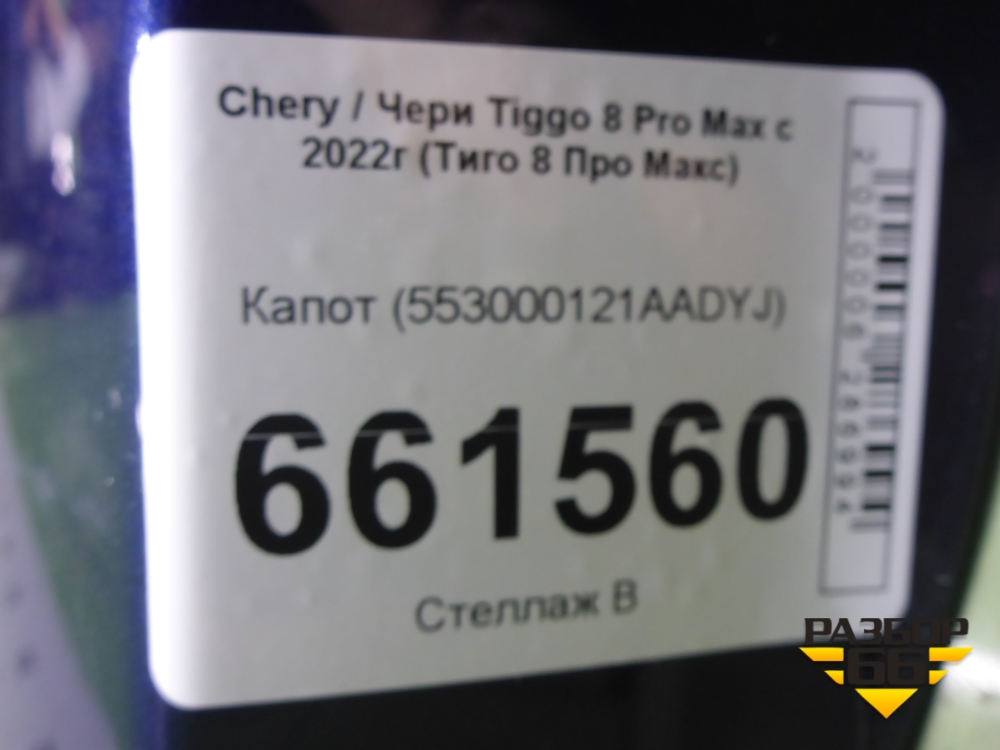 Chery / Чери Tiggo 8 Pro Max с
2022г (Тиго 8 Про Макс)
Капот (553000121AADYJ)
661560
Стеллаж В
РАЗБОР
66